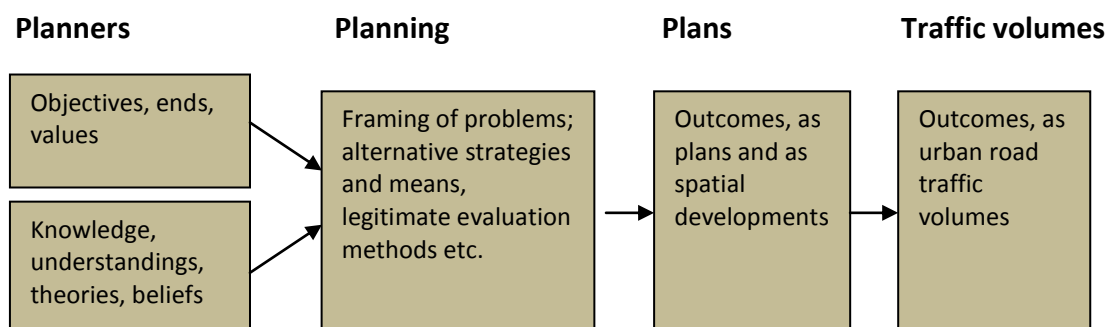 Planners
Planning
Plans
Traffic volumes
Objectives, ends,
values
Knowledge,
understandings,
theories, beliefs
Framing of problems;
alternative strategies
and means,
legitimate evaluation
methods etc.
Outcomes, as
plans and as
spatial
developments
Outcomes, as
urban road
traffic
volumes